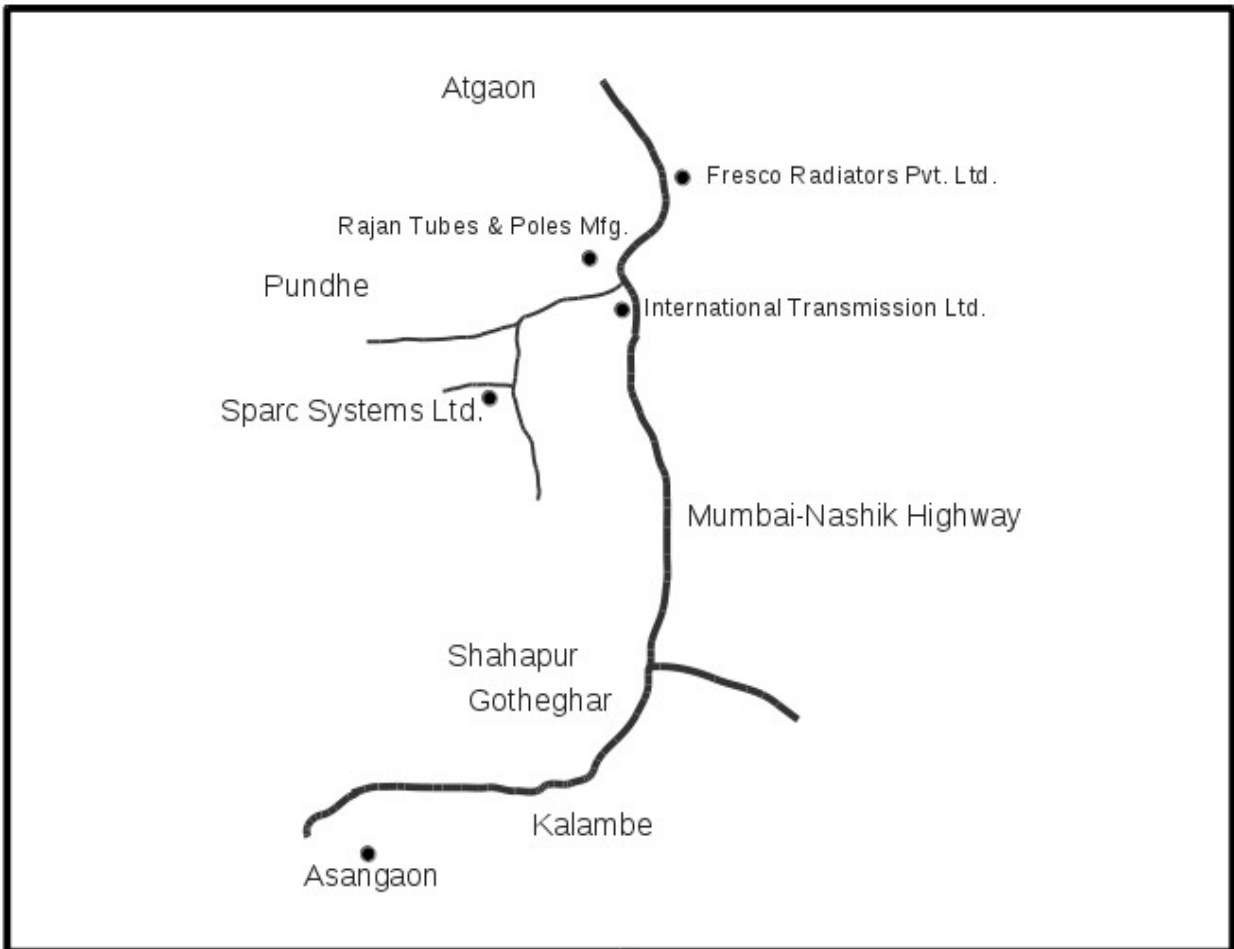 Atgaon
Fresco Radiators Pvt. Ltd.
Rajan Tubes & Poles Mfg.
Pundhe
International Transmission Ltd.
Sparc Systems Ltd.
Mumbai-Nashik Highway
Shahapur
Gotheghar
Kalambe
Asangaon